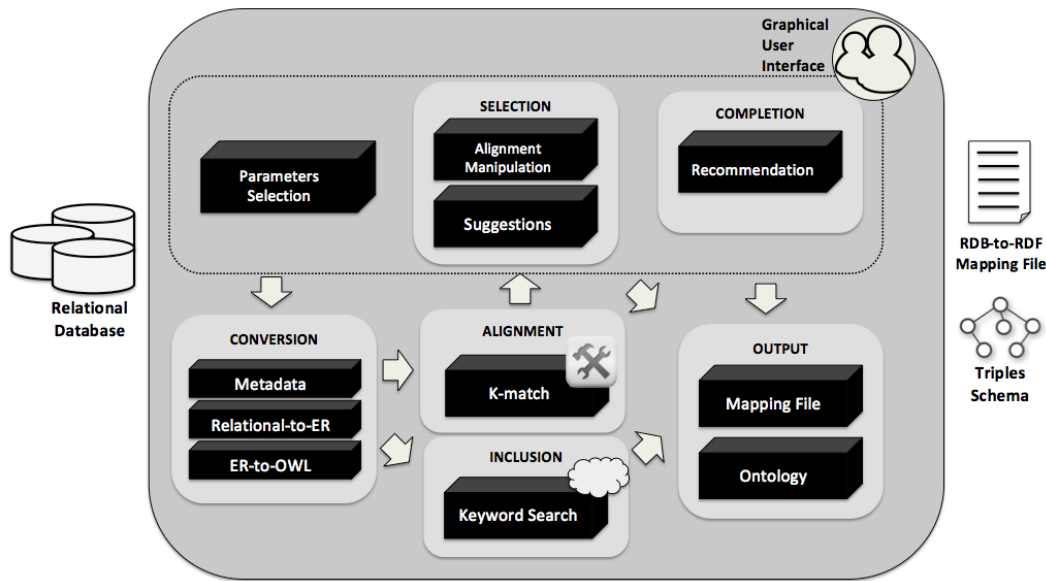 Graphical
User
Interface
SELECTION
COMPLETION
Alignment
Manipulation
Recommendation
Parameters
Selection
Suggestions
Relational
Database
RDB-to-RDF
Mapping File
CONVERSION
ALIGNMENT
OUTPUT
Metadata
K-match
Mapping File
Relational-to-ER
ER-to-OWL
INCLUSION
Ontology
Keyword Search
Triples
Schema